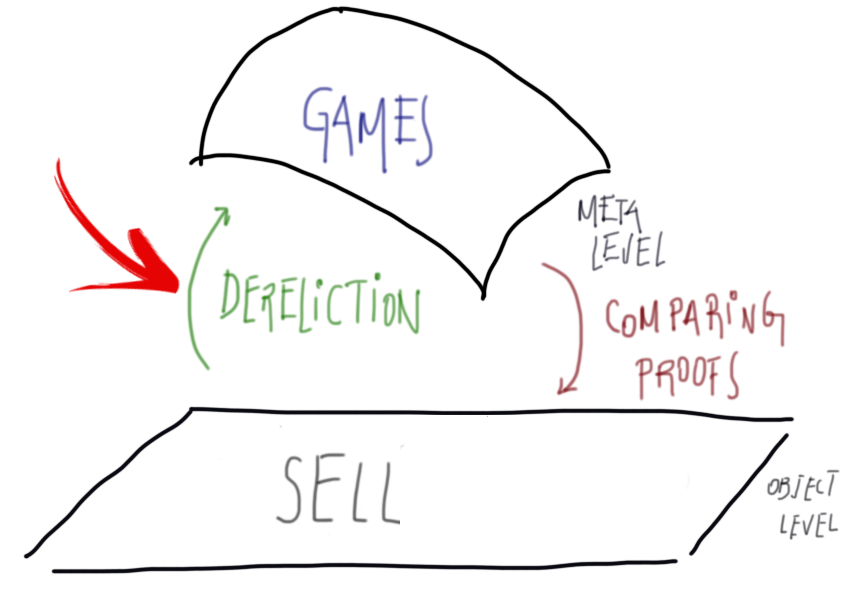 GAMES
META
LEVEL
DERELICTION
COMPARING
PROOFS
SELL
OBJECT
LEVEL